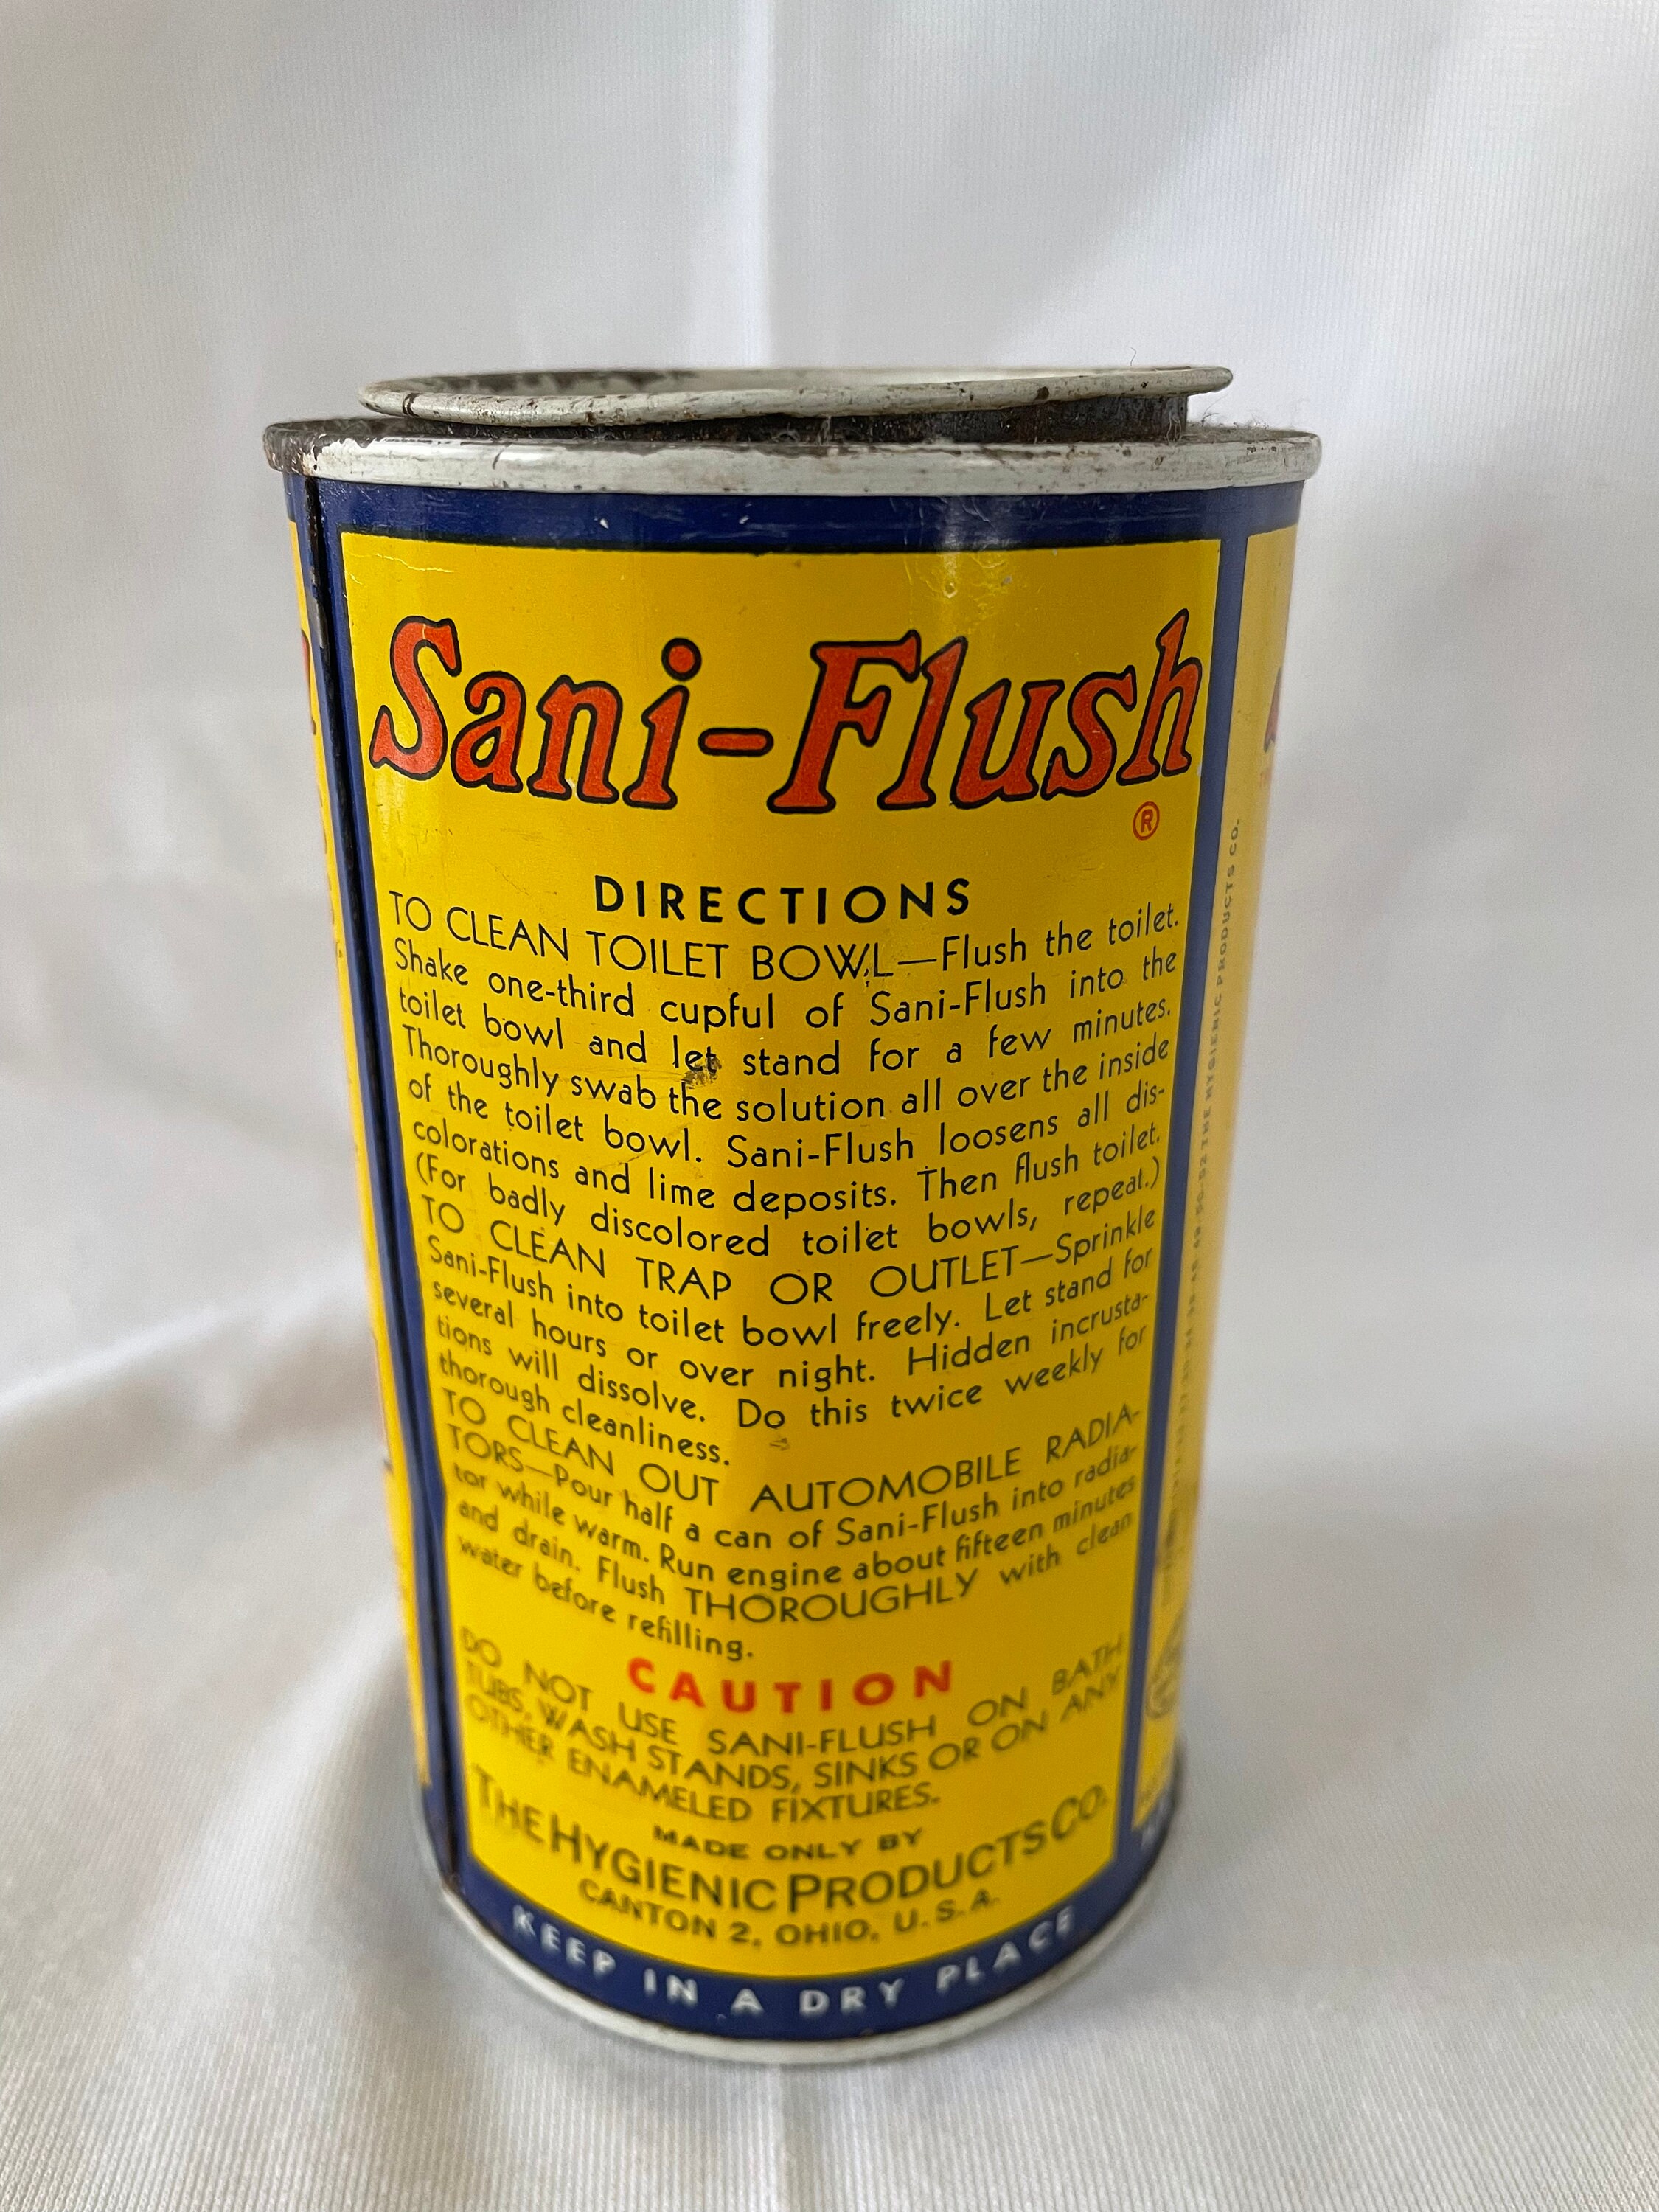 Sani-Flush
®
DIRECTIONS
TO CLEAN TOILET BOWL—Flush the toilet.
Shake one-third cupful of Sani-Flush into the
toilet bowl and let stand for a few minutes.
Thoroughly swab the solution all over the inside
of the toilet bowl. Sani-Flush loosens all dis-
colorations and lime deposits. Then flush toilet.
(For badly discolored toilet bowls, repeat.)
TO CLEAN TRAP OR OUTLET—Sprinkle
Sani-Flush into toilet bowl freely. Let stand for
several hours or over night. Hidden incrusta-
tions will dissolve. Do this twice weekly for
thorough cleanliness.
TO CLEAN OUT AUTOMOBILE RADIA-
TORS—Pour half a can of Sani-Flush into radia-
tor while warm. Run engine about fifteen minutes
and drain. Flush THOROUGHLY with clean
water before refilling.
CAUTION
DO NOT USE SANI-FLUSH ON BATH
TUBS, WASH STANDS, SINKS OR ON ANY
OTHER ENAMELED FIXTURES.
MADE ONLY BY
THE HYGIENIC PRODUCTS CO.
CANTON 2, OHIO, U.S.A.
KEEP IN A DRY PLACE
THE HYGIENIC PRODUCTS CO.